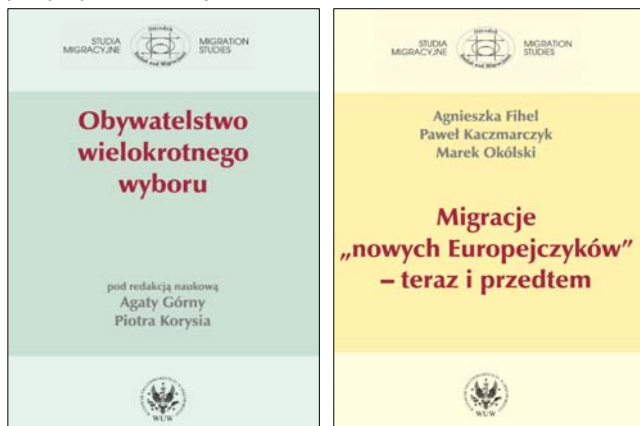 STUDIA
MIGRACYJNE
MIGRATION
STUDIES
Obywatelstwo
wielokrotnego
wyboru
pod redakcją naukową
Agaty Górny
Piotra Korysia
WUW
STUDIA
MIGRACYJNE
MIGRATION
STUDIES
Agnieszka Fihel
Paweł Kaczmarczyk
Marek Okólski
Migracje
„nowych Europejczyków”
– teraz i przedtem
WUW